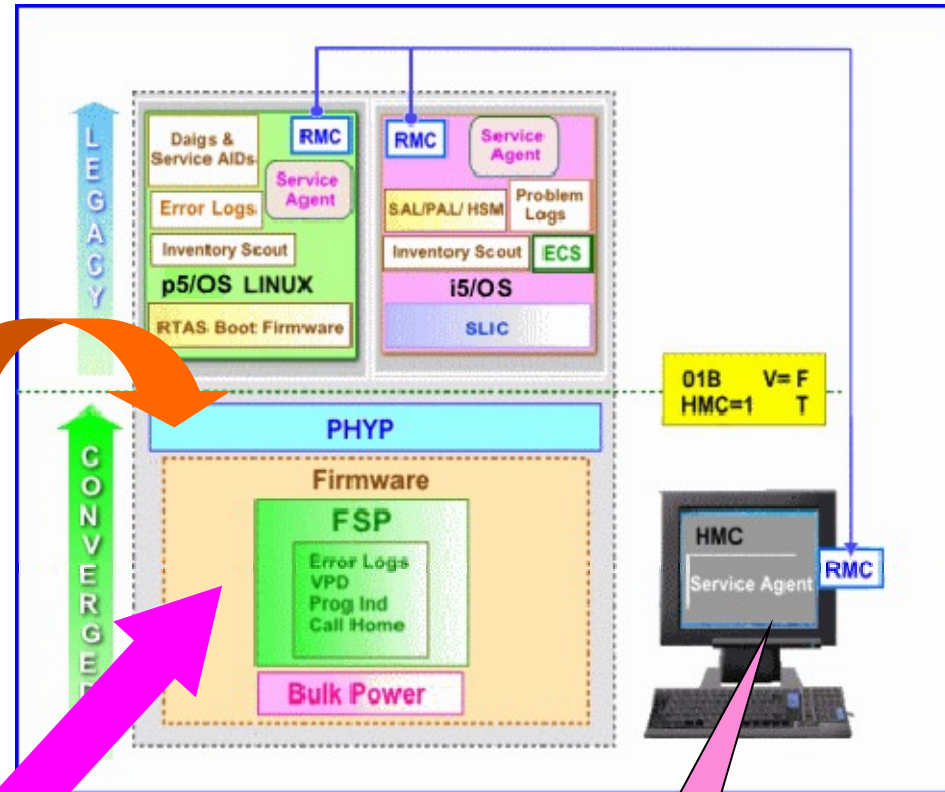 LEGACY
Daigs &
Service AIDs
RMC
Service
Agent
Error Logs
Inventory Scout
p5/OS LINUX
RTAS Boot Firmware
RMC
Service
Agent
SAL/PAL/ HSM
Problem
Logs
Inventory Scout
ECS
i5/OS
SLIC
01B V= F
HMC=1 T
CONVERGE
PHYP
Firmware
FSP
Error Logs
VPD
Prog Ind
Call Home
Bulk Power
HMC
Service Agent
RMC